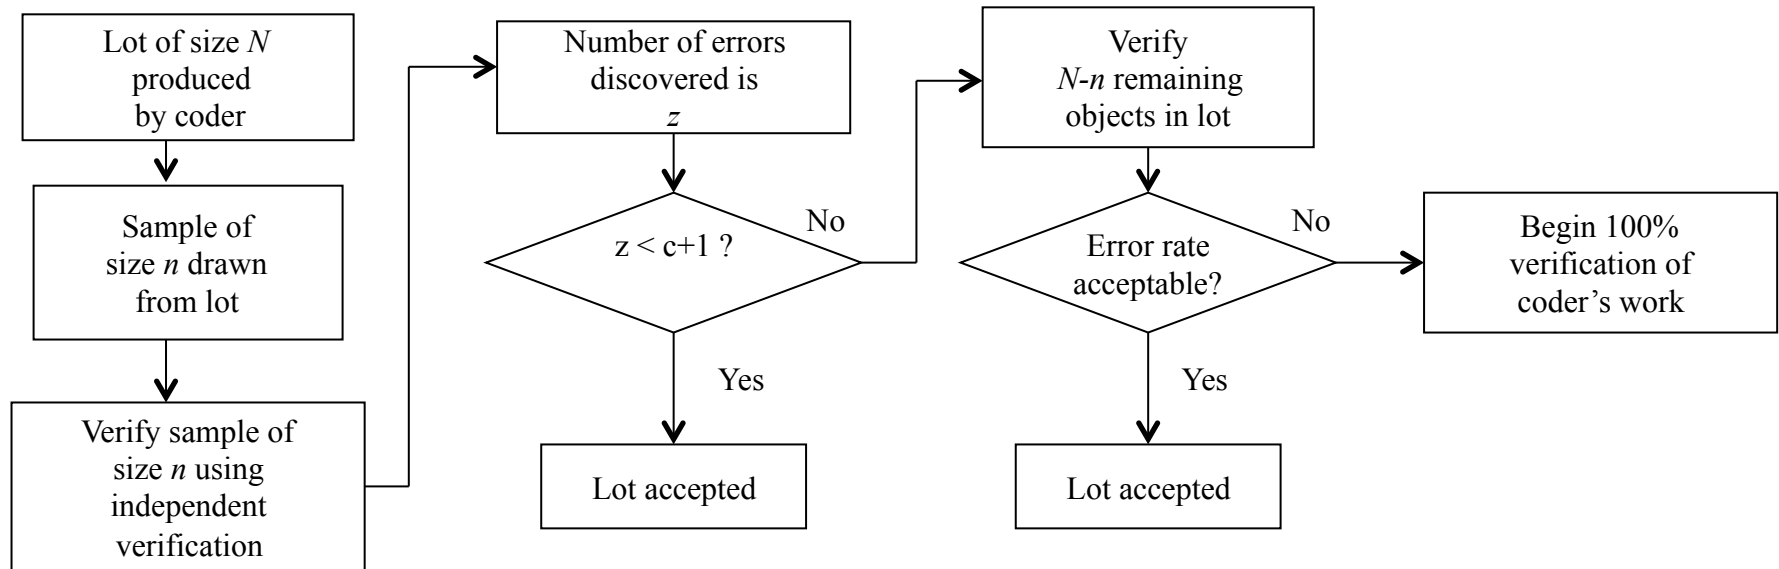 Lot of size N
produced
by coder
Sample of
size n drawn
from lot
Verify sample of
size n using
independent
verification
Number of errors
discovered is
z
z < c+1 ?
No
Yes
Lot accepted
Verify
N-n remaining
objects in lot
Error rate
acceptable?
No
Yes
Lot accepted
Begin 100%
verification of
coder’s work